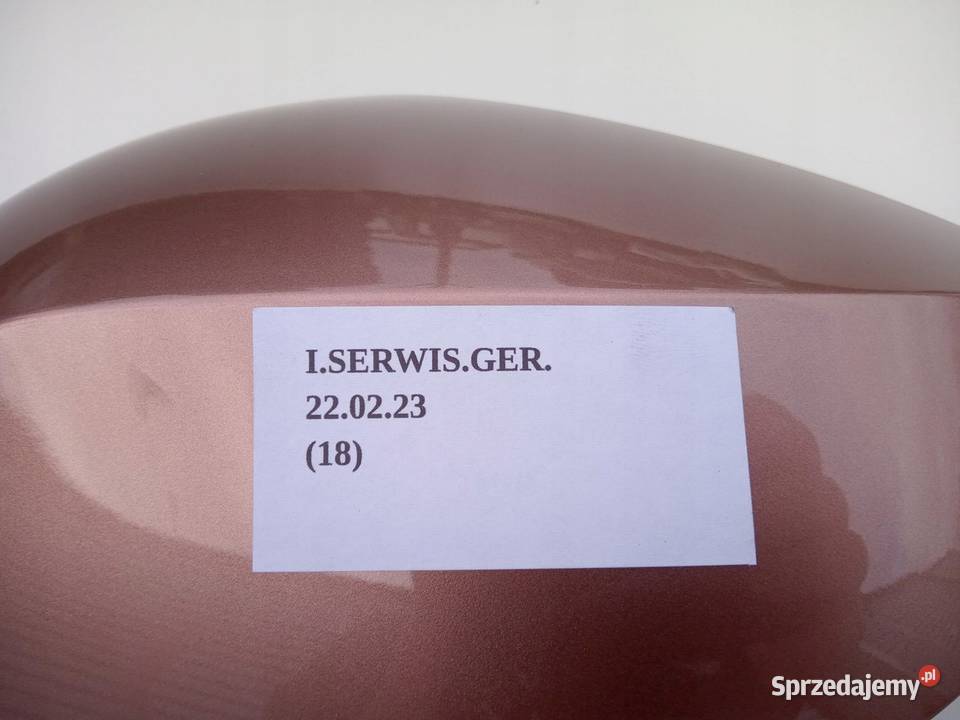 I.SERWIS.GER.
22.02.23
(18)
Sprzedajemy.pl